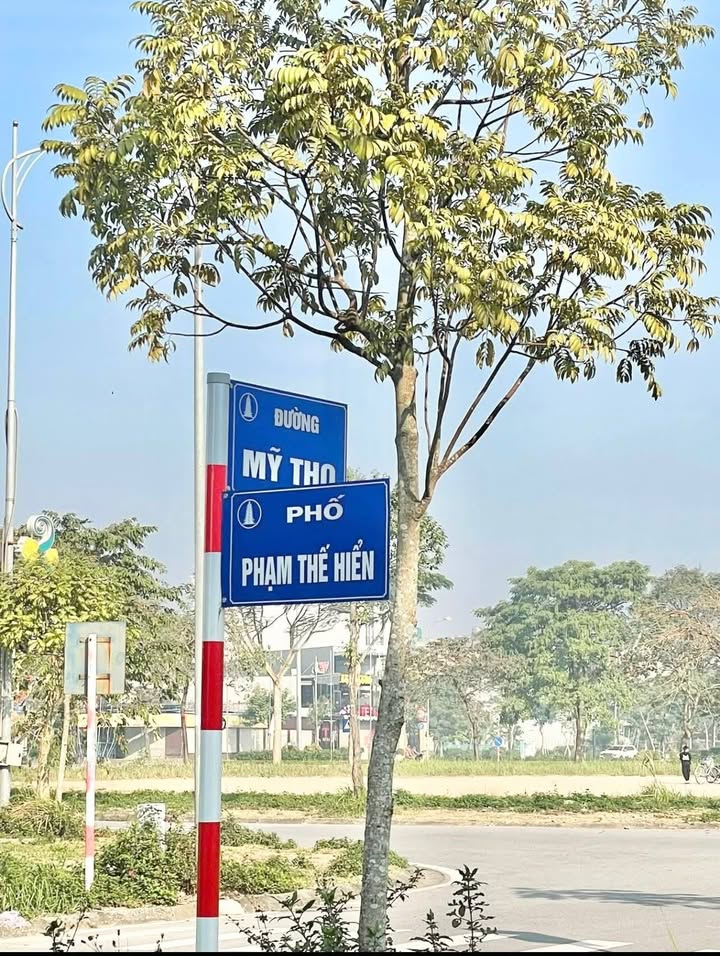 ĐƯỜNG
MỸ THO
PHỐ
PHẠM THẾ HIỂN